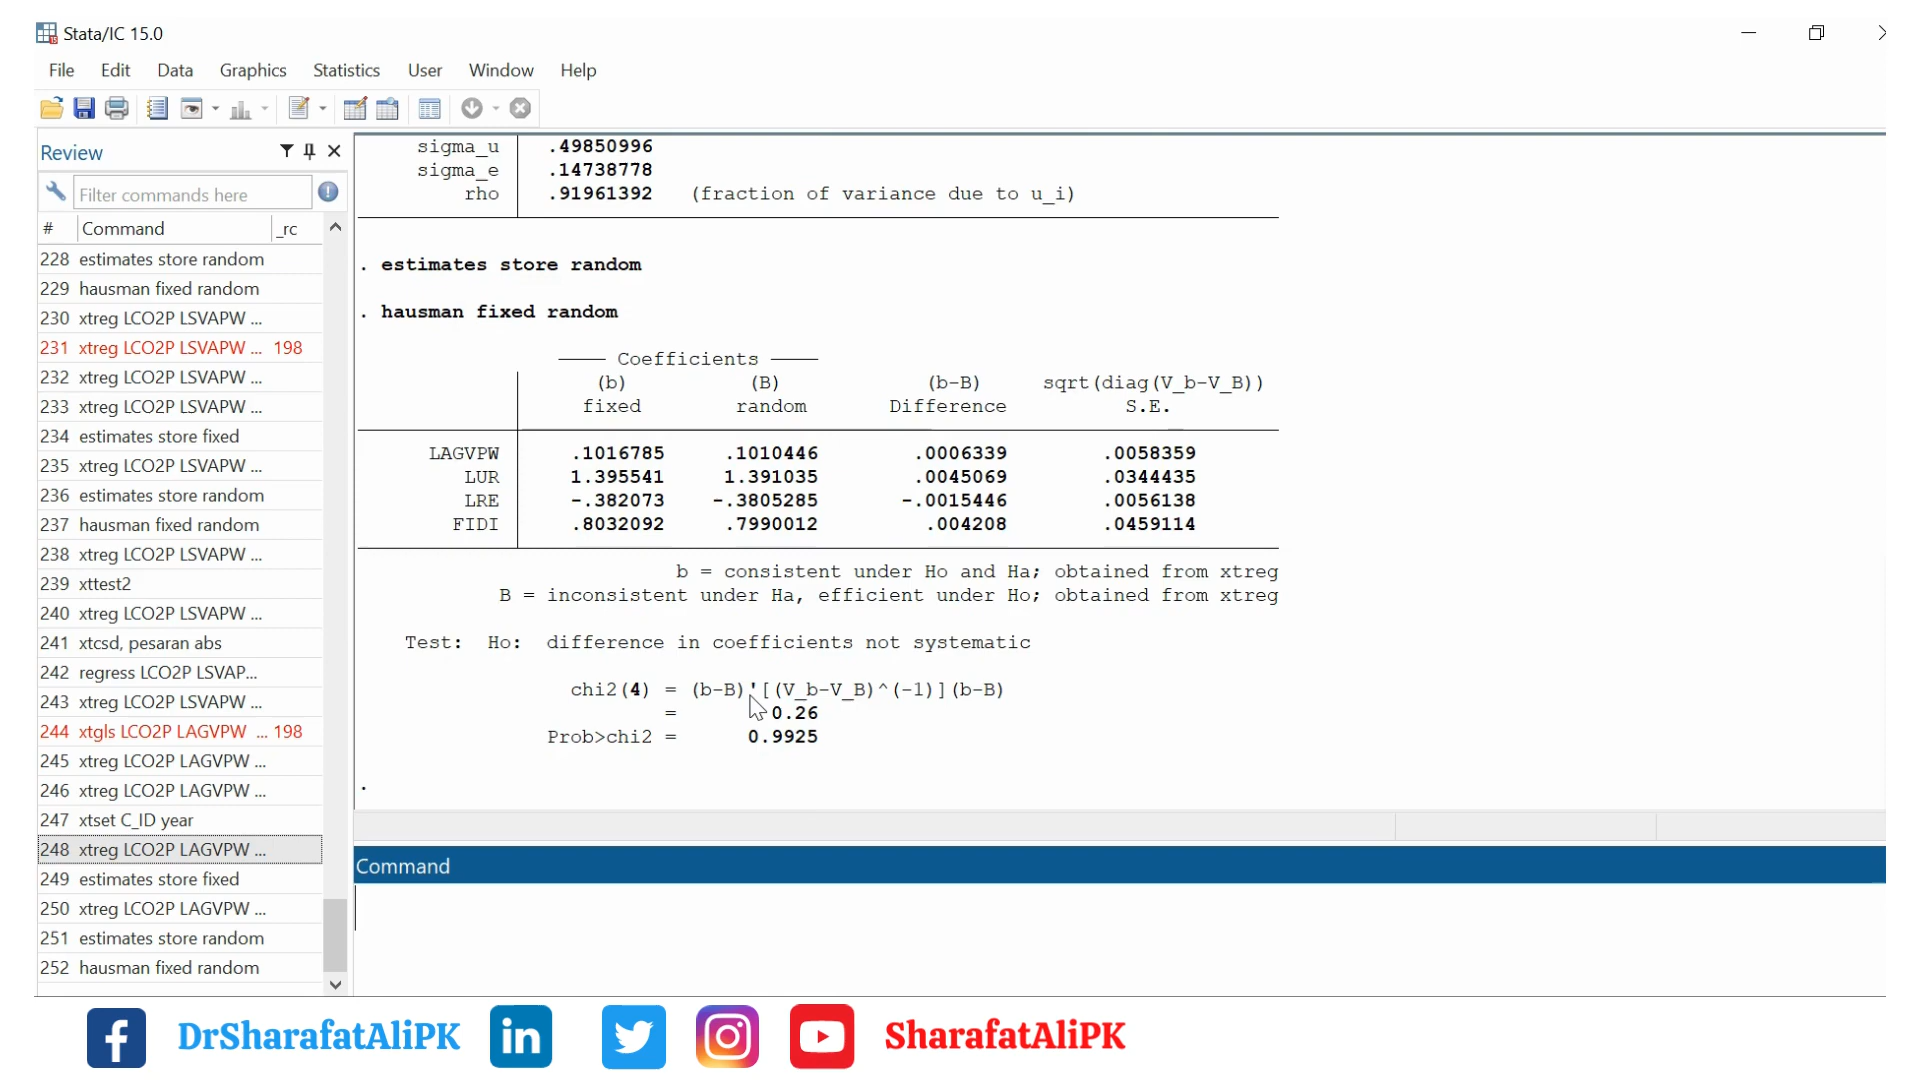 Stata/IC 15.0
File Edit Data Graphics Statistics User Window Help
Review
Filter commands here
# Command _rc
228 estimates store random
229 hausman fixed random
230 xtreg LCO2P LSVAPW ...
231 xtreg LCO2P LSVAPW ... 198
232 xtreg LCO2P LSVAPW ...
233 xtreg LCO2P LSVAPW ...
234 estimates store fixed
235 xtreg LCO2P LSVAPW ...
236 estimates store random
237 hausman fixed random
238 xtreg LCO2P LSVAPW ...
239 xttest2
240 xtreg LCO2P LSVAPW ...
241 xtcsd, pesaran abs
242 regress LCO2P LSVAP...
243 xtreg LCO2P LSVAPW ...
244 xtgls LCO2P LAGVPW ... 198
245 xtreg LCO2P LAGVPW ...
246 xtreg LCO2P LAGVPW ...
247 xtset C_ID year
248 xtreg LCO2P LAGVPW ...
249 estimates store fixed
250 xtreg LCO2P LAGVPW ...
251 estimates store random
252 hausman fixed random
sigma_u .49850996
sigma_e .14738778
rho .91961392 (fraction of variance due to u_i)
. estimates store random
. hausman fixed random
Coefficients
(b) (B) (b-B) sqrt(diag(V_b-V_B))
fixed random Difference S.E.
LAGVPW .1016785 .1010446 .0006339 .0058359
LUR 1.395541 1.391035 .0045069 .0344435
LRE -.382073 -.3805285 -.0015446 .0056138
FIDI .8032092 .7990012 .004208 .0459114
b = consistent under Ho and Ha; obtained from xtreg
B = inconsistent under Ha, efficient under Ho; obtained from xtreg
Test: Ho: difference in coefficients not systematic
chi2(4) = (b-B)'[(V_b-V_B)^(-1)](b-B)
= 0.26
Prob>chi2 = 0.9925
.
Command
DrSharafatAliPK SharafatAliPK